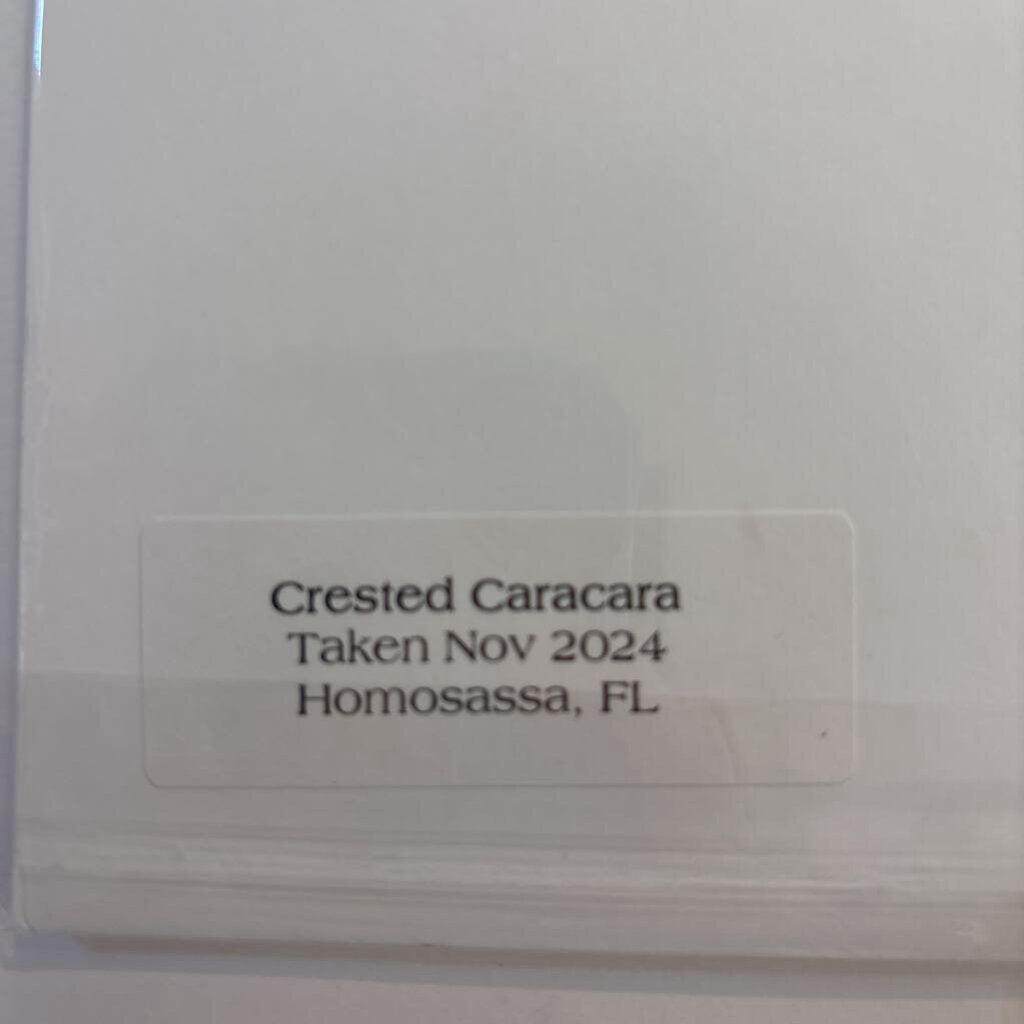 Crested Caracara
Taken Nov 2024
Homosassa, FL